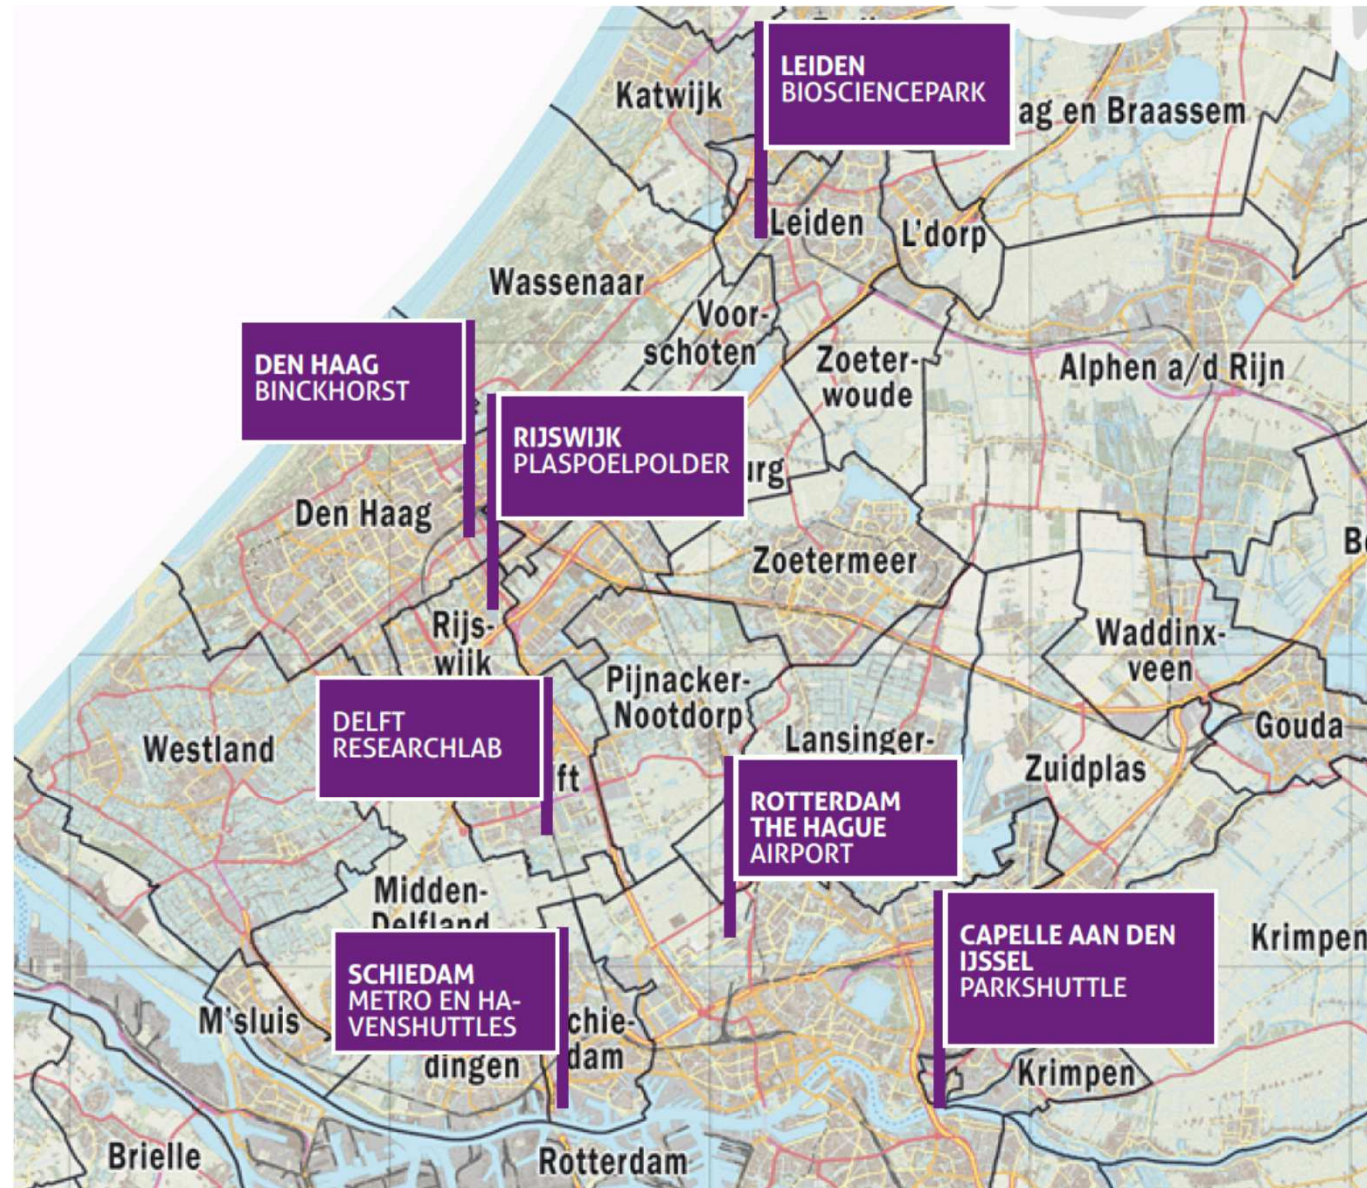 LEIDEN
BIOSCIENCEPARK
Katwijk
ag en Braassem
Leiden
L'dorp
Wassenaar
Voor-
schoten
Zoeter-
woude
Alphen a/d Rijn
DEN HAAG
BINCKHORST
RIJSWIJK
PLASPOELPOLDER
urg
Den Haag
Zoetermeer
Be
Rijs-
wijk
Waddinx-
veen
Pijnacker-
Nootdorp
DELFT
RESEARCHLAB
ft
Westland
Lansinger-
Zuidplas
Gouda
ROTTERDAM
THE HAGUE
AIRPORT
Midden-
Delfland
CAPELLE AAN DEN
IJSSEL
PARKSHUTTLE
Krimpen
SCHIEDAM
METRO EN HA-
VENSHUTTLES
M'sluis
chie-
dam
dingen
Krimpen
Brielle
Rotterdam